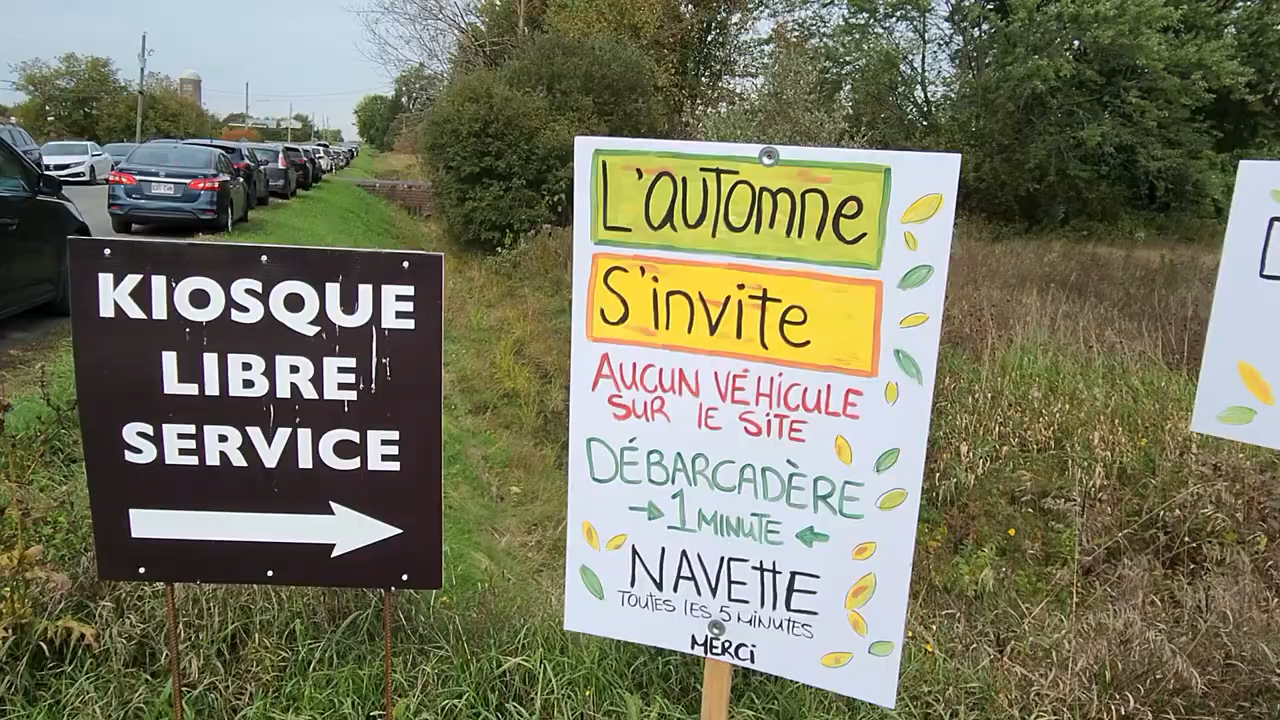 KIOSQUE
LIBRE
SERVICE
L'automne
S'invite
AUCUN VÉHICULE
SUR LE SITE
DÉBARCADÈRE
→ 1 MINUTE ←
NAVETTE
TOUTES LES 5 MINUTES
MERCI